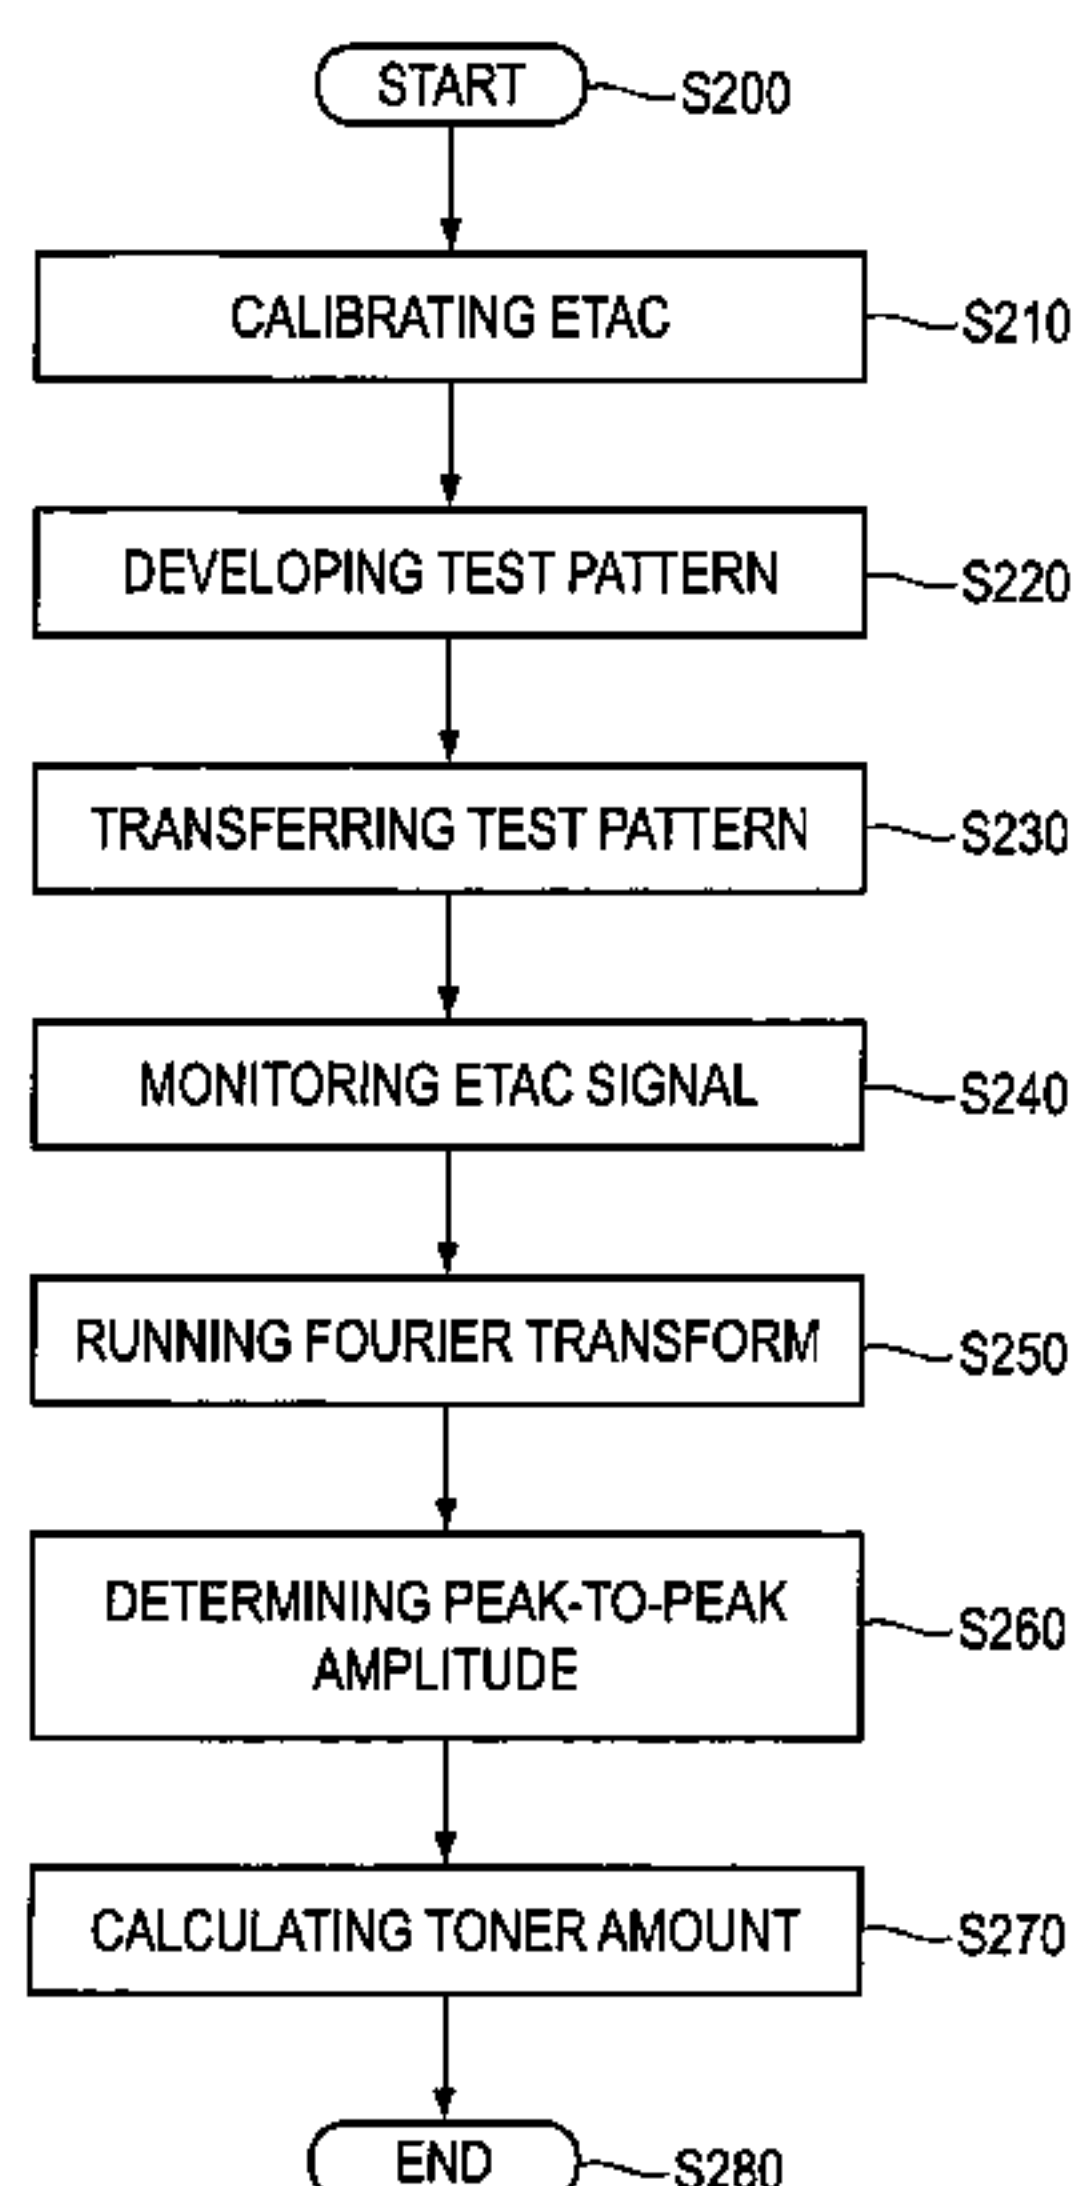 START
S200
CALIBRATING ETAC
S210
DEVELOPING TEST PATTERN
S220
TRANSFERRING TEST PATTERN
S230
MONITORING ETAC SIGNAL
S240
RUNNING FOURIER TRANSFORM
S250
DETERMINING PEAK-TO-PEAK
AMPLITUDE
S260
CALCULATING TONER AMOUNT
S270
END
S280